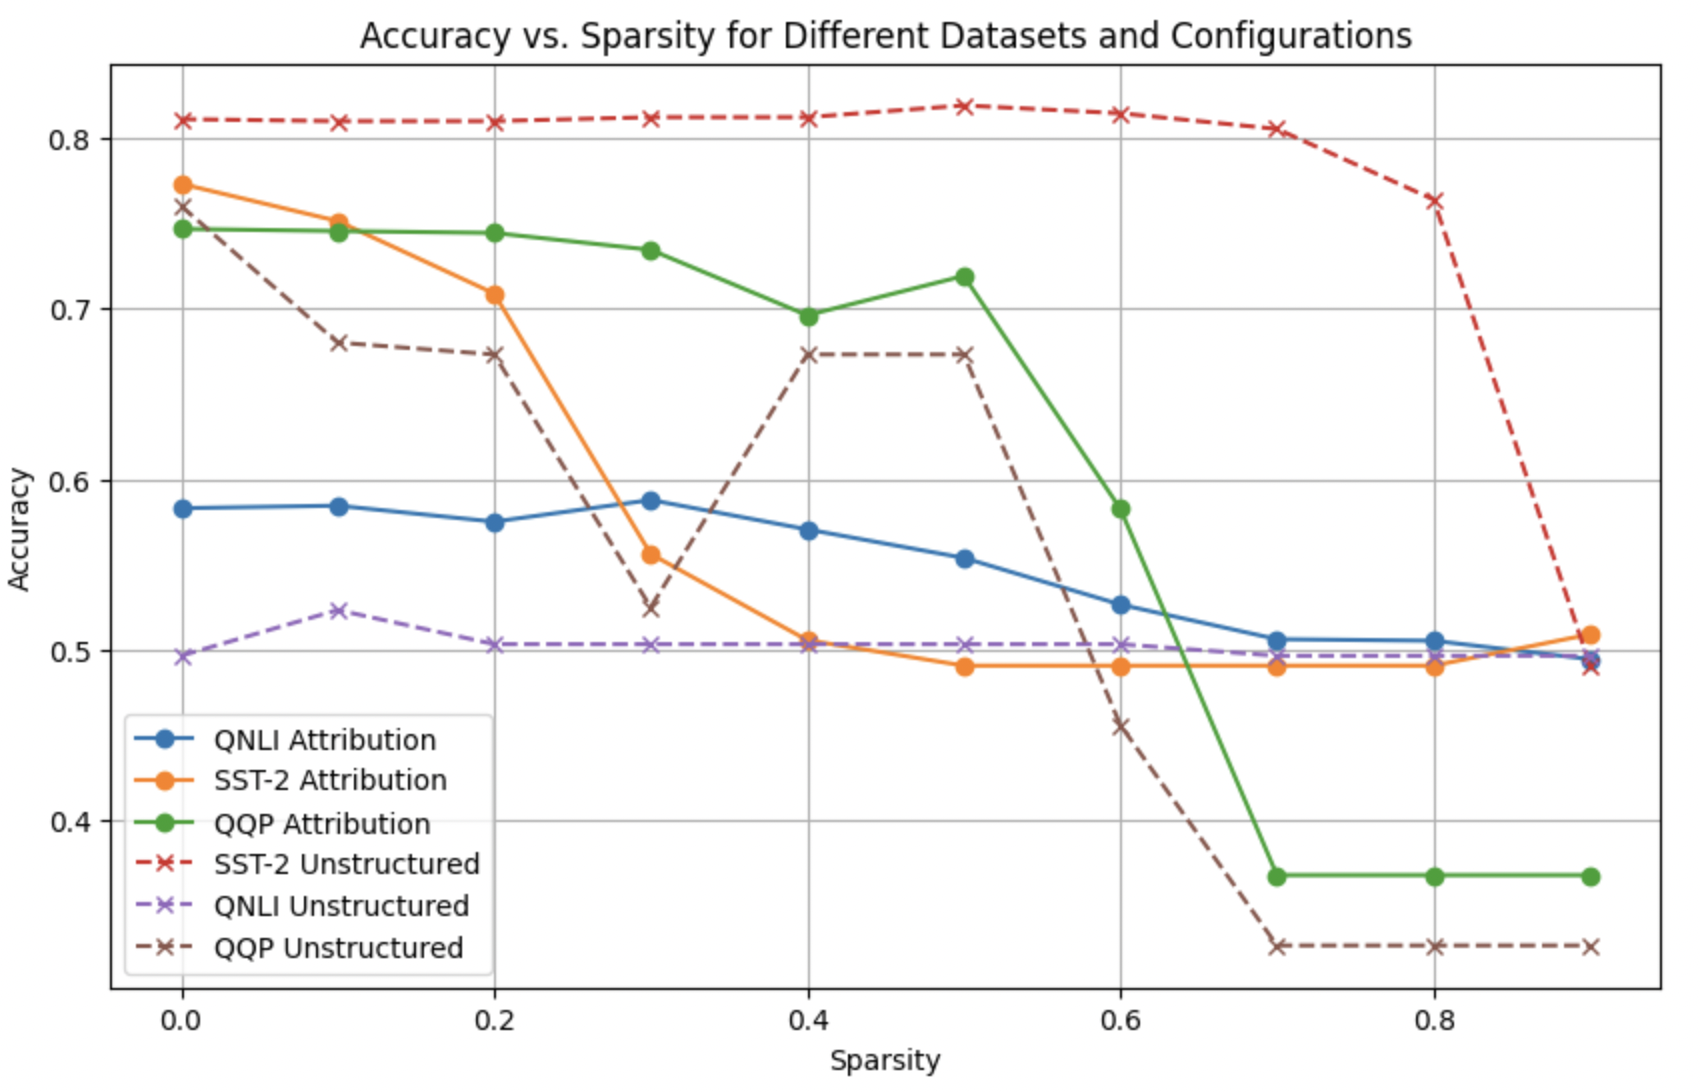 Accuracy vs. Sparsity for Different Datasets and Configurations
0.8
0.7
0.6
0.5
0.4
Accuracy
QNLI Attribution
SST-2 Attribution
QQP Attribution
SST-2 Unstructured
QNLI Unstructured
QQP Unstructured
0.0 0.2 0.4 0.6 0.8
Sparsity